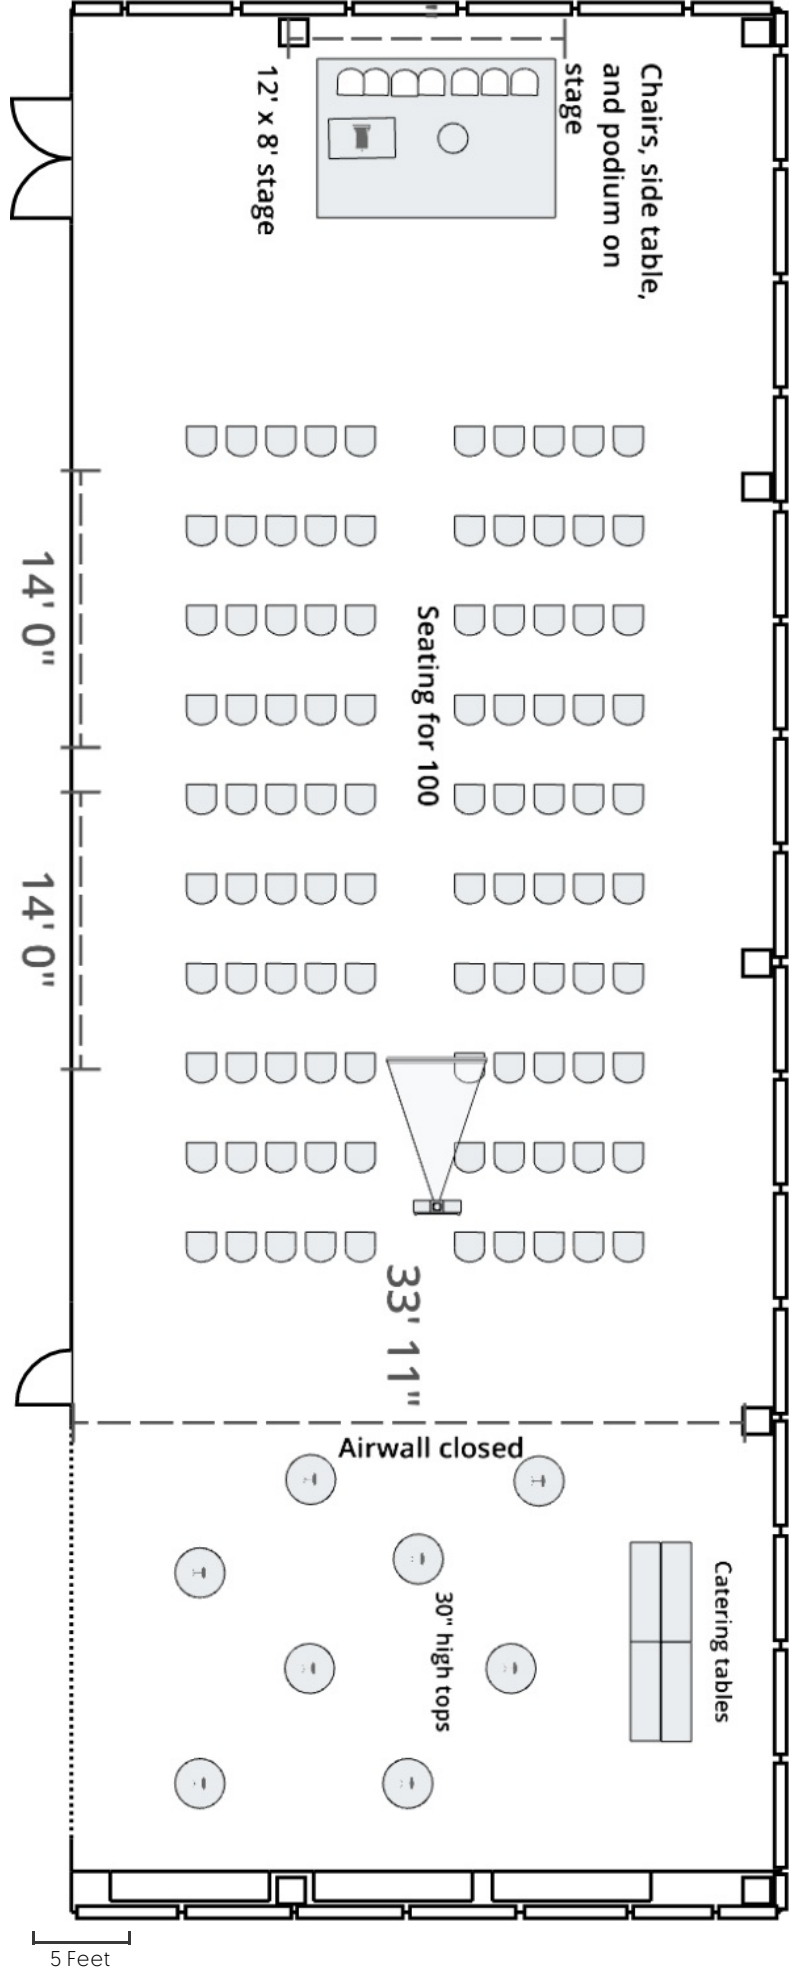 Chairs, side table,
and podium on
stage
12' x 8' stage
14' 0"
Seating for 100
14' 0"
33' 11"
Airwall closed
30" high tops
Catering tables
5 Feet